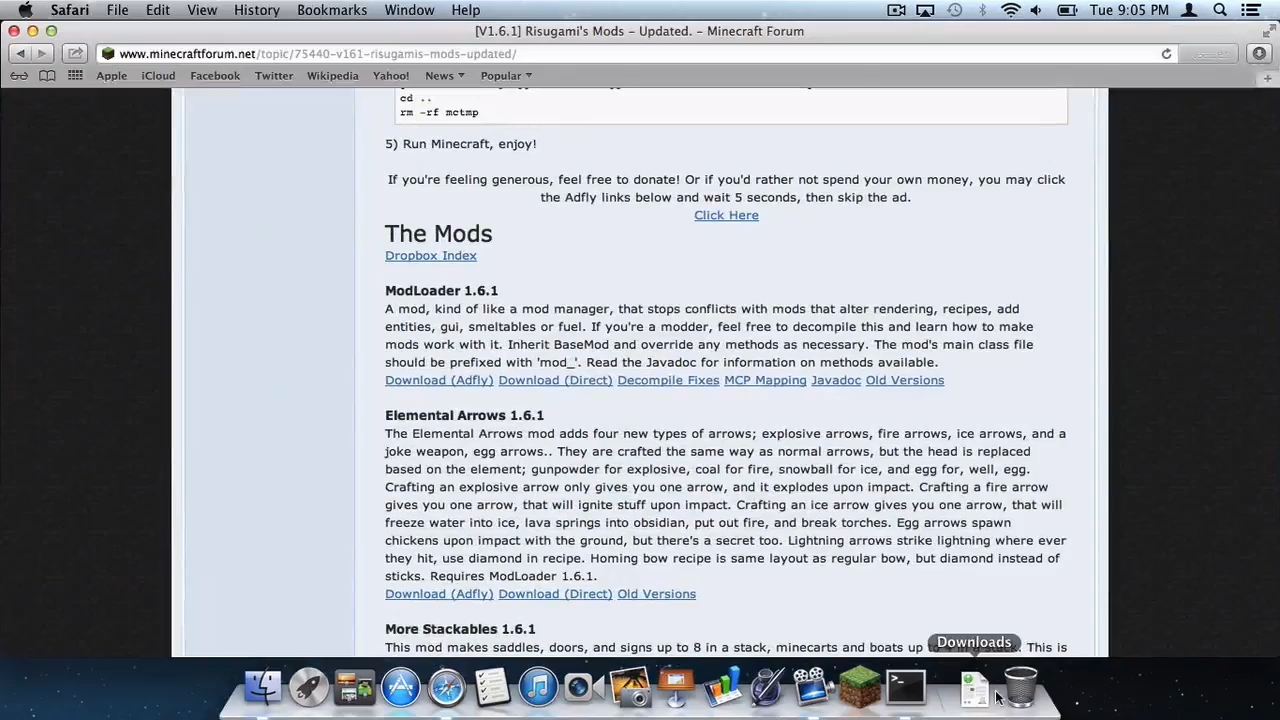 Safari File Edit View History Bookmarks Window Help Tue 9:05 PM
[V1.6.1] Risugami's Mods - Updated. - Minecraft Forum
www.minecraftforum.net/topic/75440-v161-risugamis-mods-updated/
Apple iCloud Facebook Twitter Wikipedia Yahoo! News ▼ Popular ▼
cd ..
rm -rf mctmp
5) Run Minecraft, enjoy!
If you're feeling generous, feel free to donate! Or if you'd rather not spend your own money, you may click
the Adfly links below and wait 5 seconds, then skip the ad.
Click Here
The Mods
Dropbox Index
ModLoader 1.6.1
A mod, kind of like a mod manager, that stops conflicts with mods that alter rendering, recipes, add
entities, gui, smeltables or fuel. If you're a modder, feel free to decompile this and learn how to make
mods work with it. Inherit BaseMod and override any methods as necessary. The mod's main class file
should be prefixed with 'mod_'. Read the Javadoc for information on methods available.
Download (Adfly) Download (Direct) Decompile Fixes MCP Mapping Javadoc Old Versions
Elemental Arrows 1.6.1
The Elemental Arrows mod adds four new types of arrows; explosive arrows, fire arrows, ice arrows, and a
joke weapon, egg arrows.. They are crafted the same way as normal arrows, but the head is replaced
based on the element; gunpowder for explosive, coal for fire, snowball for ice, and egg for, well, egg.
Crafting an explosive arrow only gives you one arrow, and it explodes upon impact. Crafting a fire arrow
gives you one arrow, that will ignite stuff upon impact. Crafting an ice arrow gives you one arrow, that will
freeze water into ice, lava springs into obsidian, put out fire, and break torches. Egg arrows spawn
chickens upon impact with the ground, but there's a secret too. Lightning arrows strike lightning where ever
they hit, use diamond in recipe. Homing bow recipe is same layout as regular bow, but diamond instead of
sticks. Requires ModLoader 1.6.1.
Download (Adfly) Download (Direct) Old Versions
More Stackables 1.6.1
Downloads
This mod makes saddles, doors, and signs up to 8 in a stack, minecarts and boats up to This is